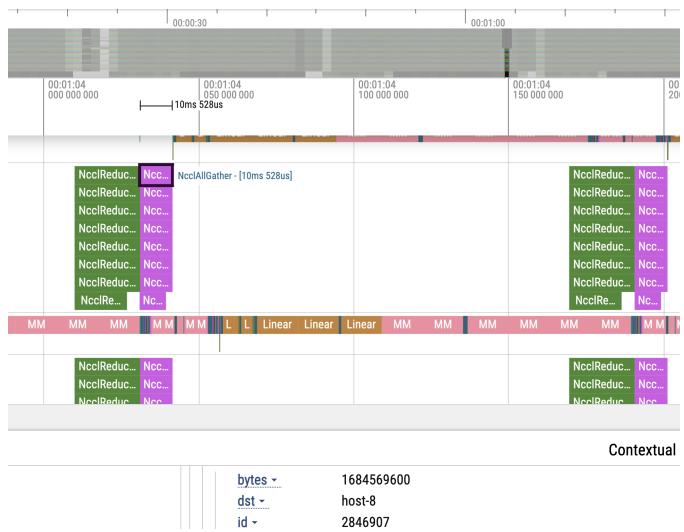 00:00:30 00:01:00
00:01:04 00:01:04 00:01:04 00:01:04
000 000 000 050 000 000 100 000 000 150 000 000
10ms 528us
NcclReduc... Ncc... NcclAllGather - [10ms 528us] NcclReduc... Ncc...
NcclReduc... Ncc... NcclReduc... Ncc...
NcclReduc... Ncc... NcclReduc... Ncc...
NcclReduc... Ncc... NcclReduc... Ncc...
NcclReduc... Ncc... NcclReduc... Ncc...
NcclReduc... Ncc... NcclReduc... Ncc...
NcclReduc... Ncc... NcclReduc... Ncc...
NcclRe... Nc... NcclRe... Nc...
MM MM MM M M M M L L Linear Linear Linear MM MM MM MM MM MM M M
NcclReduc... Ncc... NcclReduc... Ncc...
NcclReduc... Ncc... NcclReduc... Ncc...
NcclReduc... Ncc... NcclReduc... Ncc...
Contextual
bytes 1684569600
dst host-8
id 2846907